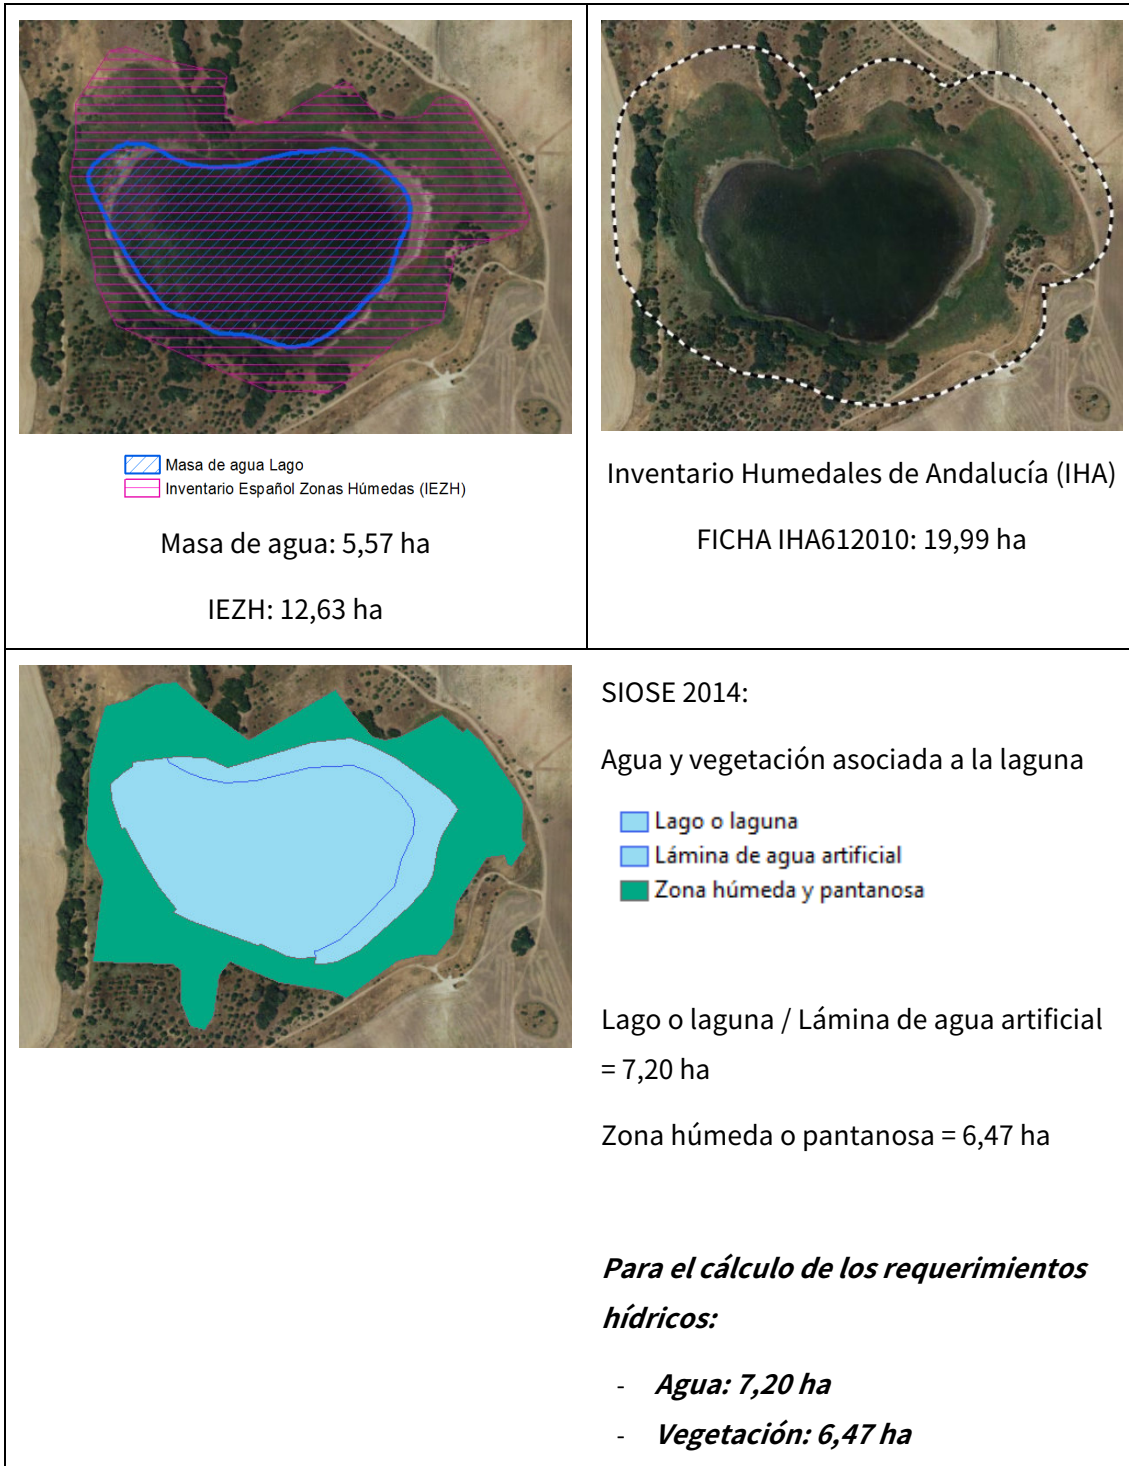 Masa de agua Lago
Inventario Español Zonas Húmedas (IEZH)
Masa de agua: 5,57 ha
IEZH: 12,63 ha
Inventario Humedales de Andalucía (IHA)
FICHA IHA612010: 19,99 ha
SIOSE 2014:
Agua y vegetación asociada a la laguna
Lago o laguna
Lámina de agua artificial
Zona húmeda y pantanosa
Lago o laguna / Lámina de agua artificial
= 7,20 ha
Zona húmeda o pantanosa = 6,47 ha
Para el cálculo de los requerimientos
hídricos:
- Agua: 7,20 ha
- Vegetación: 6,47 ha